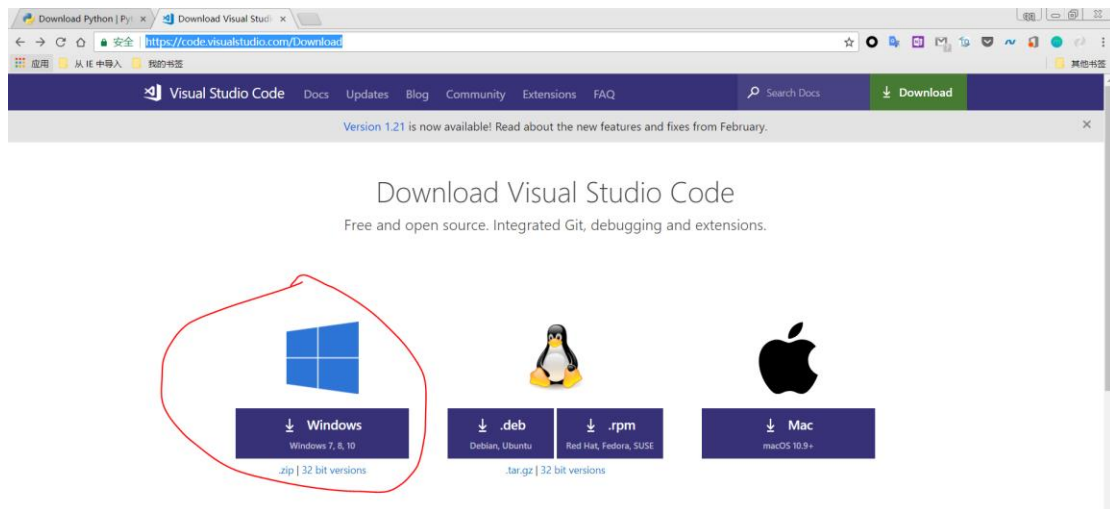 Download Python | Pyt
Download Visual Studi
安全 | https://code.visualstudio.com/Download
应用 从 IE 中导入 我的书签 其他书签
Visual Studio Code Docs Updates Blog Community Extensions FAQ Search Docs Download
Version 1.21 is now available! Read about the new features and fixes from February.
Download Visual Studio Code
Free and open source. Integrated Git, debugging and extensions.
Windows
Windows 7, 8, 10
.zip | 32 bit versions
.deb
Debian, Ubuntu
.rpm
Red Hat, Fedora, SUSE
.tar.gz | 32 bit versions
Mac
macOS 10.9+